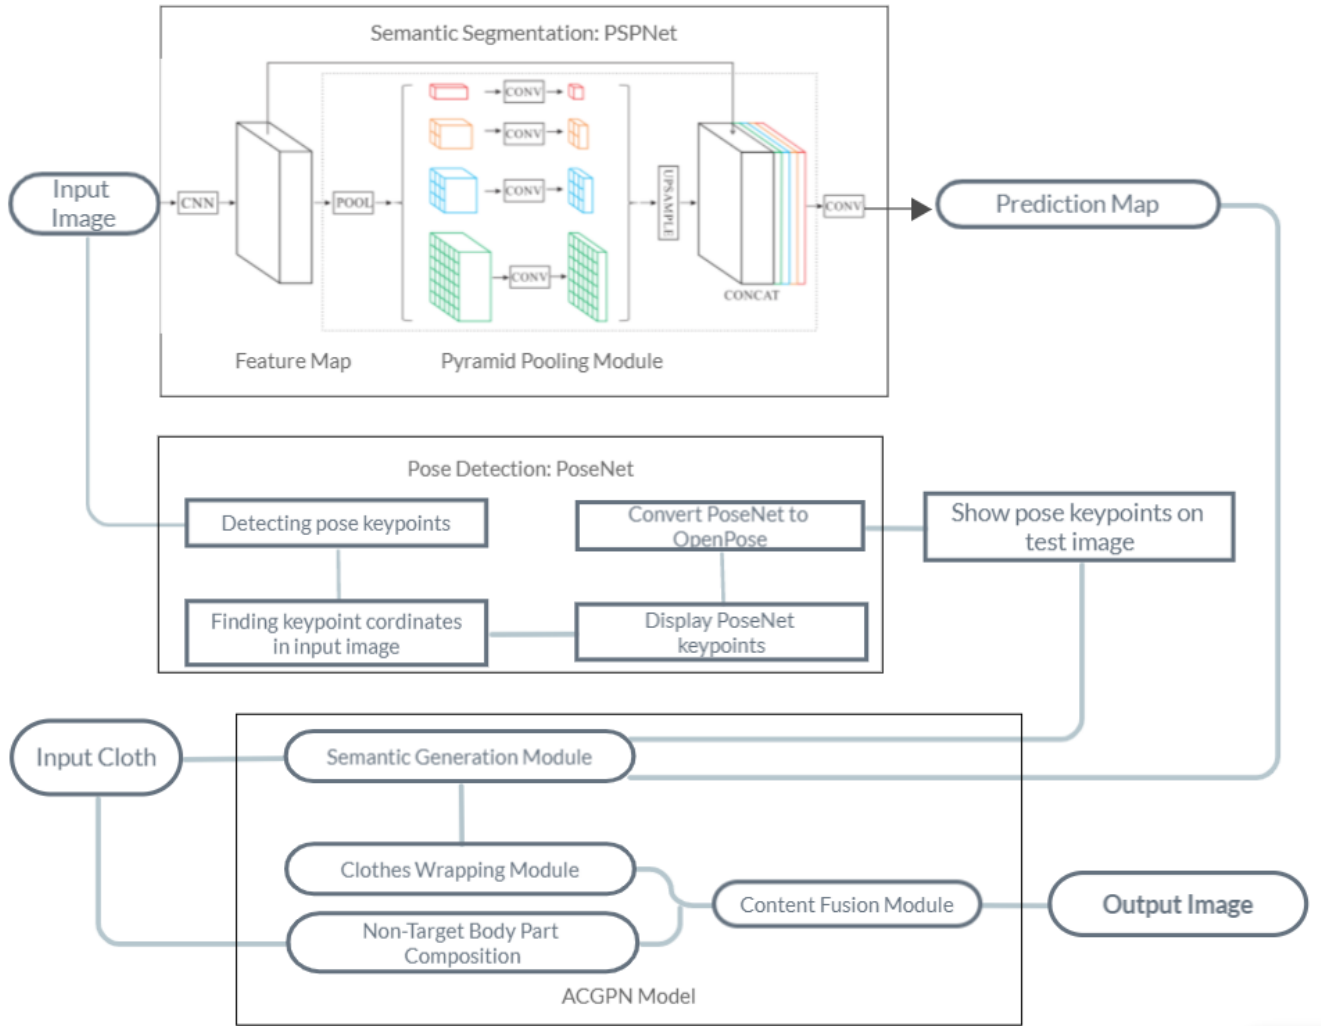 Semantic Segmentation: PSPNet
Input
Image
CNN
POOL
CONV
CONV
CONV
CONV
UPSAMPLE
CONCAT
CONV
Prediction Map
Feature Map
Pyramid Pooling Module
Pose Detection: PoseNet
Detecting pose keypoints
Convert PoseNet to
OpenPose
Show pose keypoints on
test image
Finding keypoint cordinates
in input image
Display PoseNet
keypoints
Input Cloth
Semantic Generation Module
Clothes Wrapping Module
Content Fusion Module
Output Image
Non-Target Body Part
Composition
ACGPN Model